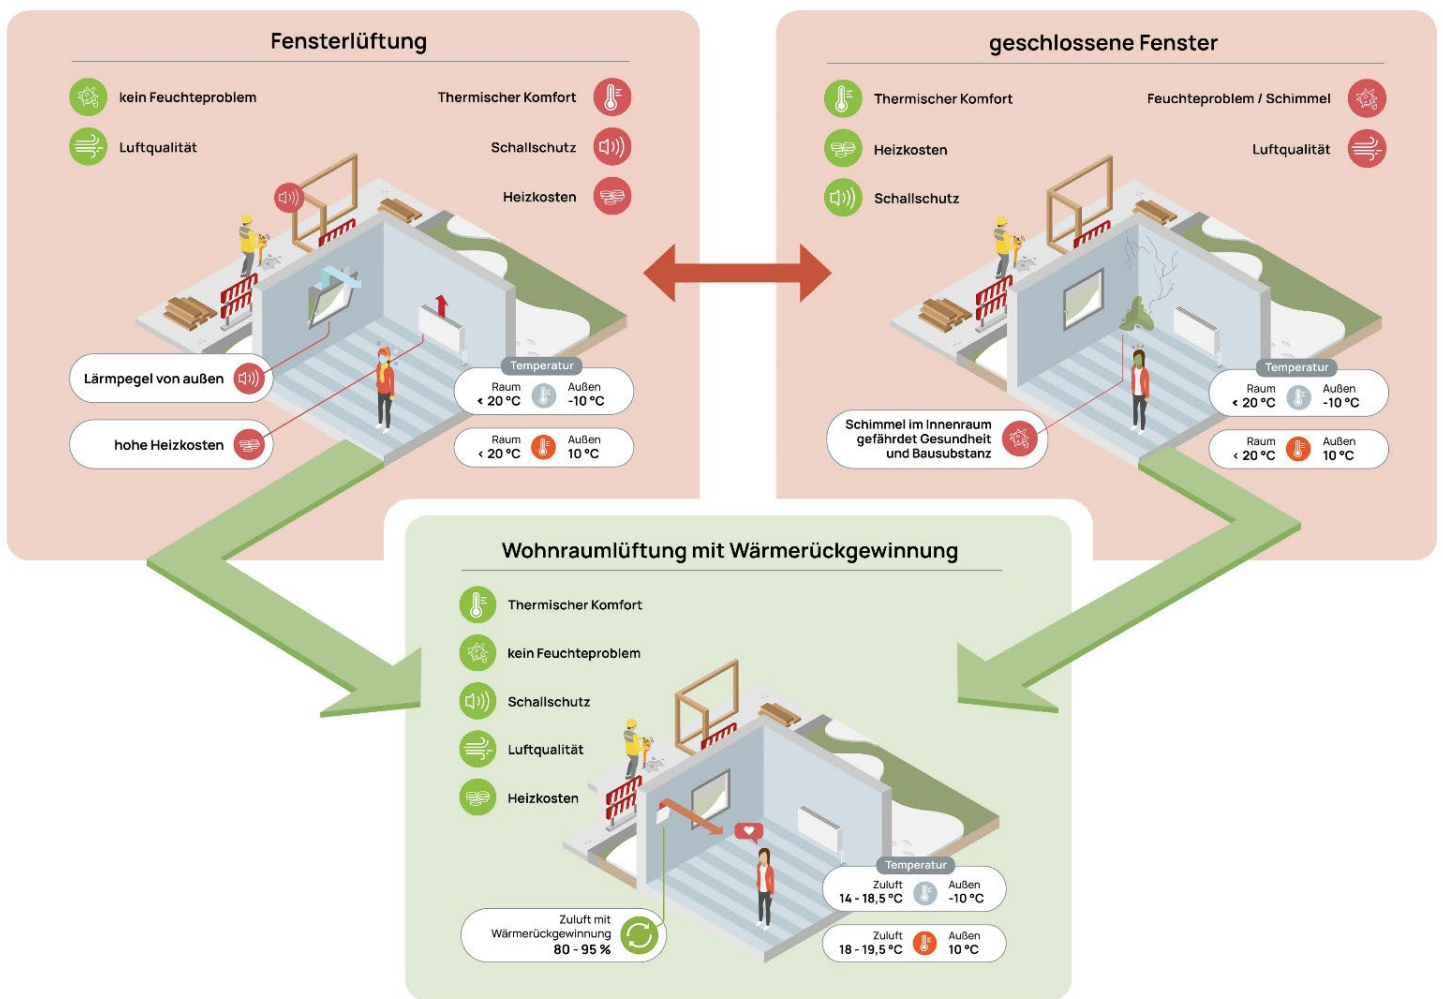 Fensterlüftung
kein Feuchteproblem
Luftqualität
Thermischer Komfort
Schallschutz
Heizkosten
Lärmpegel von außen
hohe Heizkosten
Temperatur
Raum
< 20 °C
Außen
-10 °C
Raum
< 20 °C
Außen
10 °C
geschlossene Fenster
Thermischer Komfort
Heizkosten
Schallschutz
Feuchteproblem / Schimmel
Luftqualität
Schimmel im Innenraum
gefährdet Gesundheit
und Bausubstanz
Temperatur
Raum
< 20 °C
Außen
-10 °C
Raum
< 20 °C
Außen
10 °C
Wohnraumlüftung mit Wärmerückgewinnung
Thermischer Komfort
kein Feuchteproblem
Schallschutz
Luftqualität
Heizkosten
Zuluft mit
Wärmerückgewinnung
80 - 95 %
Temperatur
Zuluft
14 - 18,5 °C
Außen
-10 °C
Zuluft
18 - 19,5 °C
Außen
10 °C